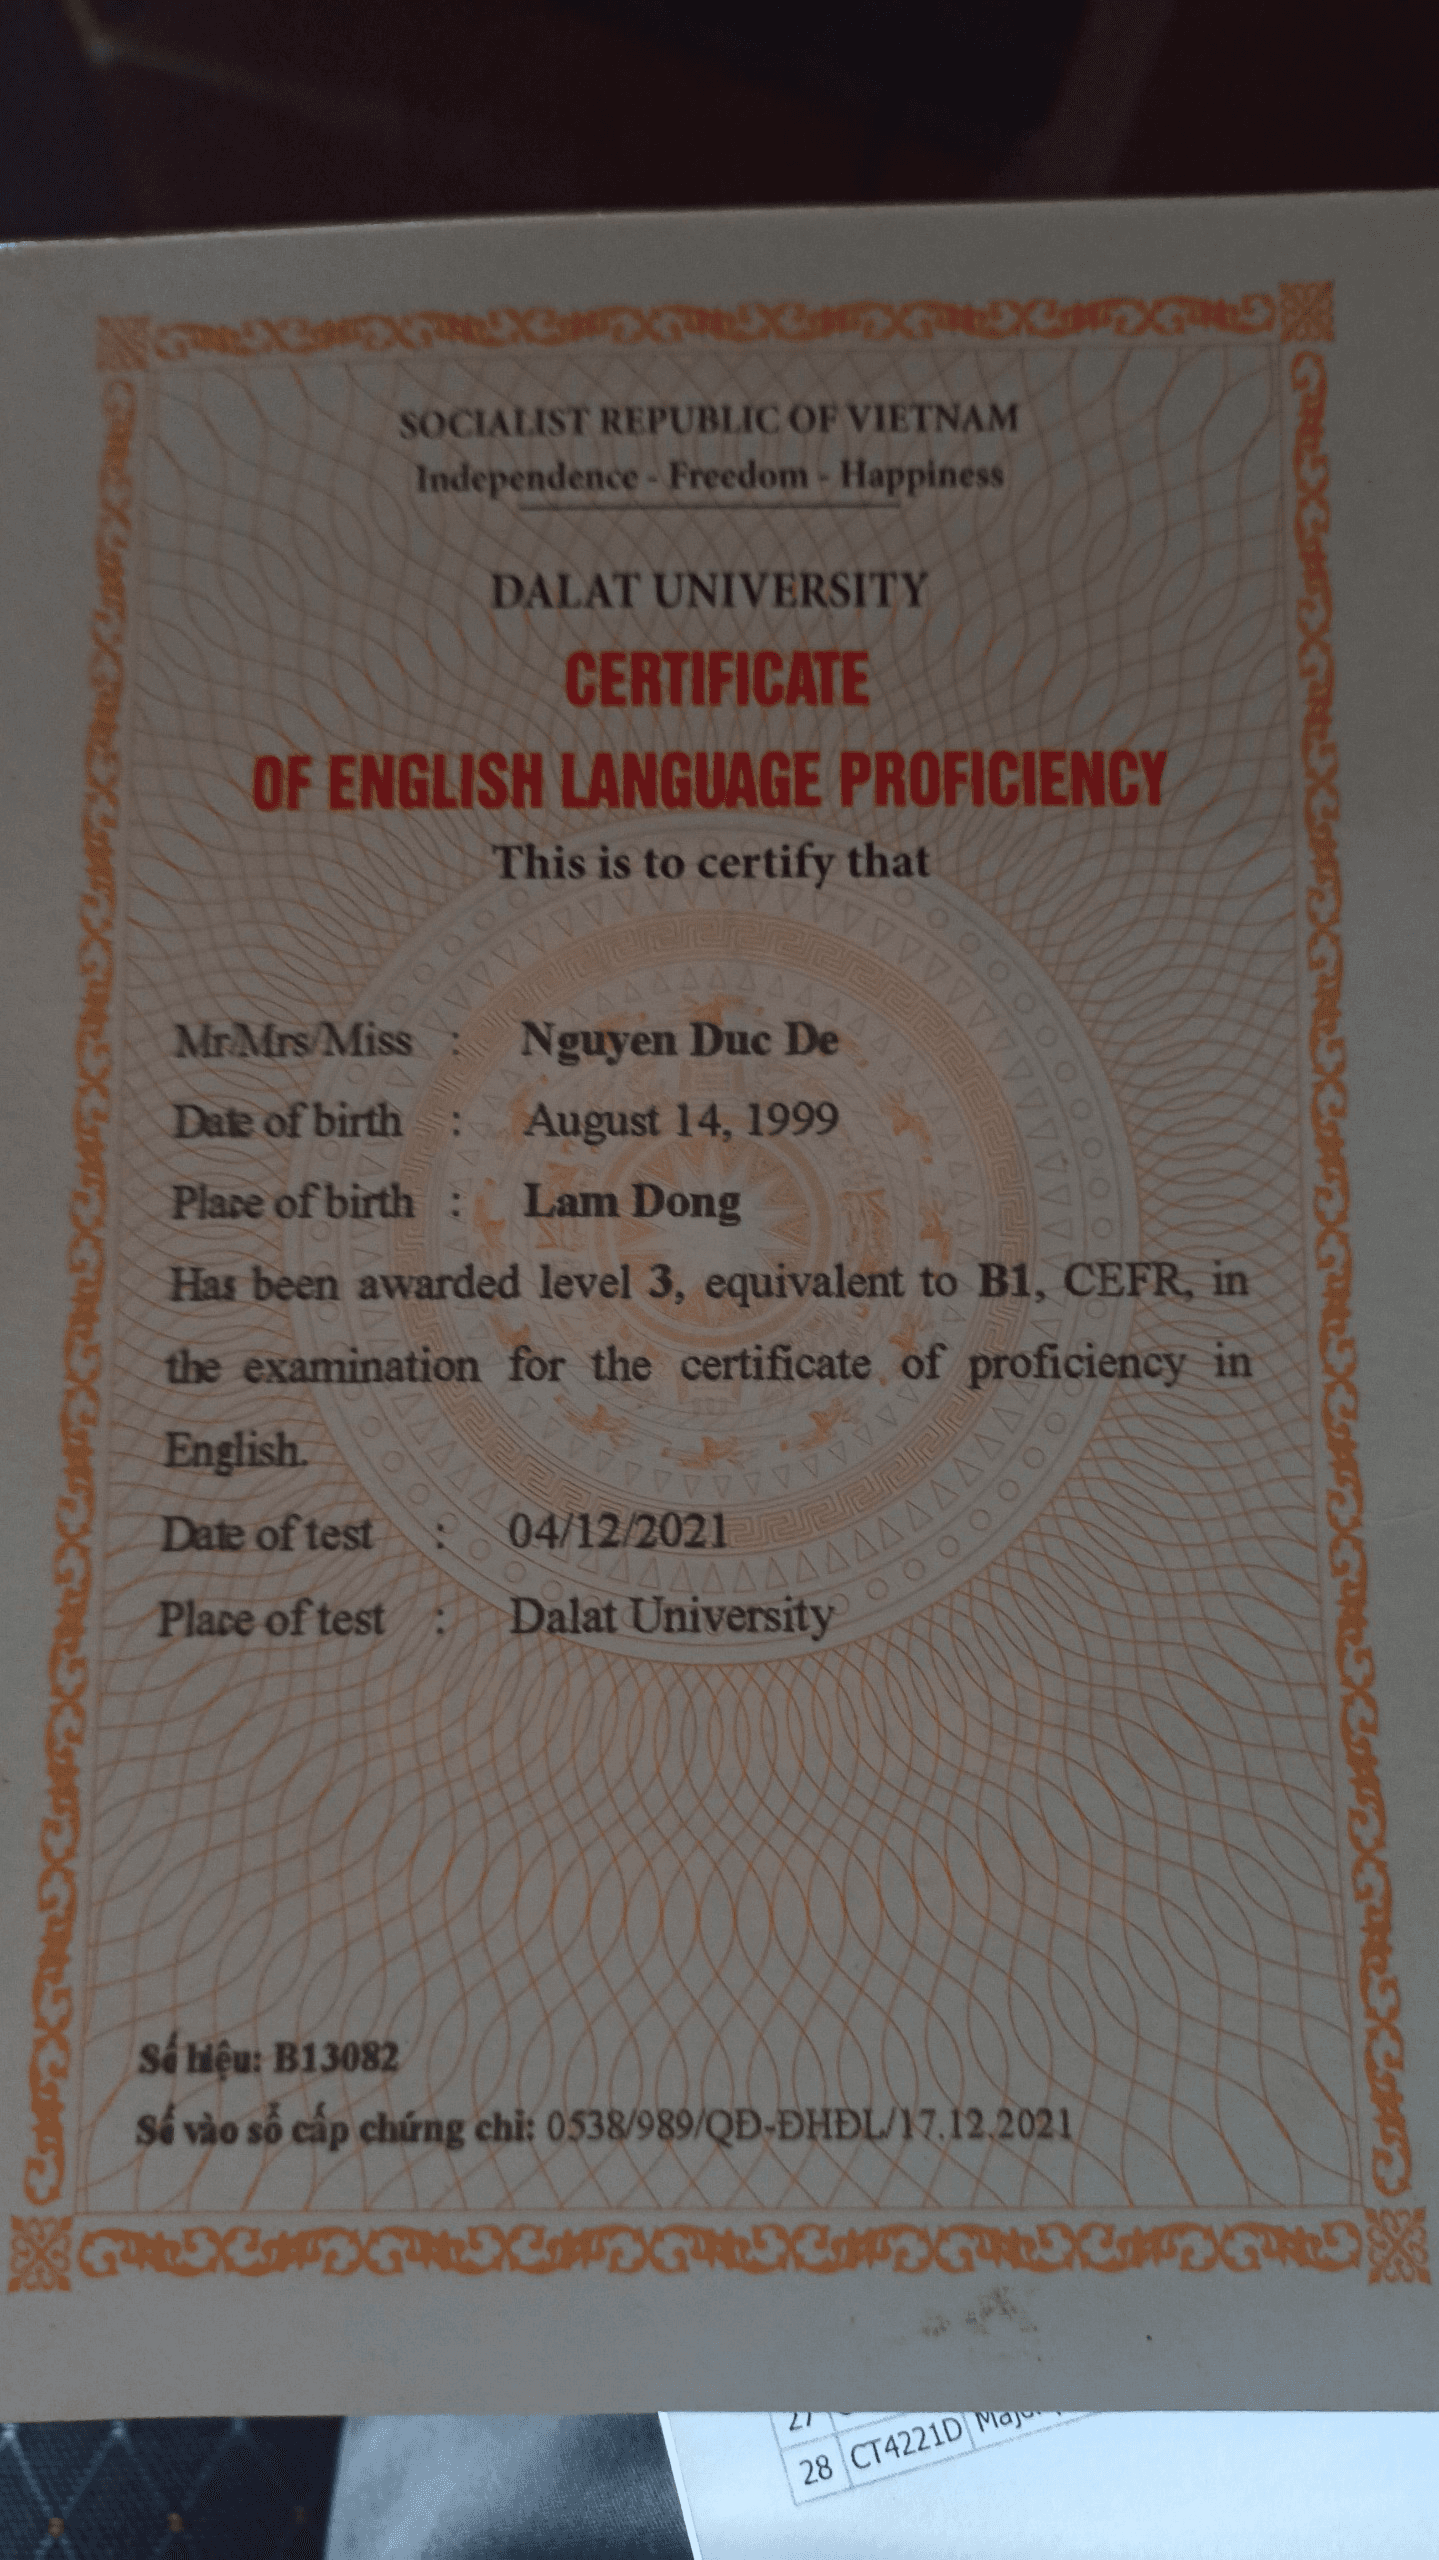 SOCIALIST REPUBLIC OF VIETNAM
Independence - Freedom - Happiness
DALAT UNIVERSITY
CERTIFICATE
OF ENGLISH LANGUAGE PROFICIENCY
This is to certify that
Mr/Mrs/Miss : Nguyen Duc De
Date of birth : August 14, 1999
Place of birth : Lam Dong
Has been awarded level 3, equivalent to B1, CEFR, in
the examination for the certificate of proficiency in
English.
Date of test : 04/12/2021
Place of test : Dalat University
Số hiệu: B13082
Số vào sổ cấp chứng chỉ: 0538/989/QĐ-ĐHĐL/17.12.2021
27
28 CT4221D